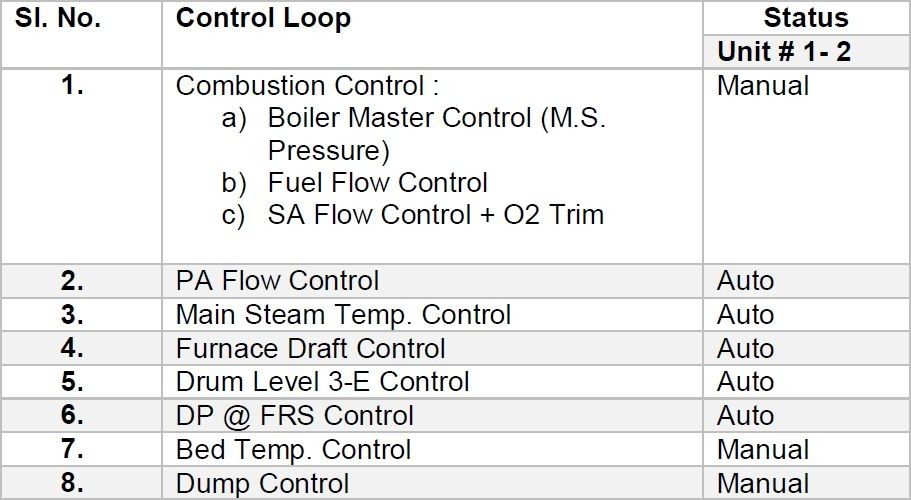 Sl. No. Control Loop Status
Unit # 1- 2
1. Combustion Control : Manual
a) Boiler Master Control (M.S.
Pressure)
b) Fuel Flow Control
c) SA Flow Control + O2 Trim
2. PA Flow Control Auto
3. Main Steam Temp. Control Auto
4. Furnace Draft Control Auto
5. Drum Level 3-E Control Auto
6. DP @ FRS Control Auto
7. Bed Temp. Control Manual
8. Dump Control Manual